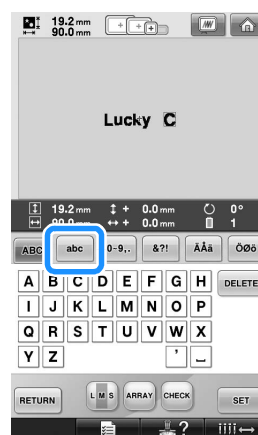 19.2 mm
90.0 mm
+ + +
Lucky C
19.2 mm + 0.0 mm 0°
90.0 mm + 0.0 mm 1
ABC abc 0-9,. &?! ÄÅä ÖØö
A B C D E F G H DELETE
I J K L M N O P
Q R S T U V W X
Y Z ' ⎵
RETURN L M S ARRAY CHECK SET
?